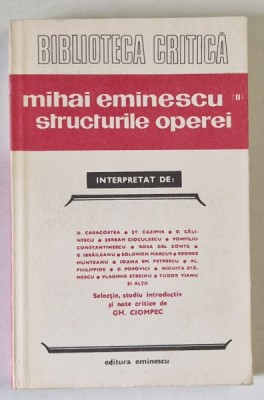 BIBLIOTECA CRITICĂ
mihai eminescu (II)
structurile operei
INTERPRETAT DE:
D. CARACOSTEA ● ST. CAZIMIR ● G. CĂLI-
NESCU ● ȘERBAN CIOCULESCU ● POMPILIU
CONSTANTINESCU ● ROSA DEL CONTE ●
G. IBRĂILEANU ● SOLOMON MARCUS ● GEORGE
MUNTEANU ● IOANA EM. PETRESCU ● AL.
PHILIPPIDE ● D. POPOVICI ● NICHITA STĂ-
NESCU ● VLADIMIR STREINU ● TUDOR VIANU
ȘI ALȚII
Selecție, studiu introductiv
și note critice de
GH. CIOMPEC
editura eminescu